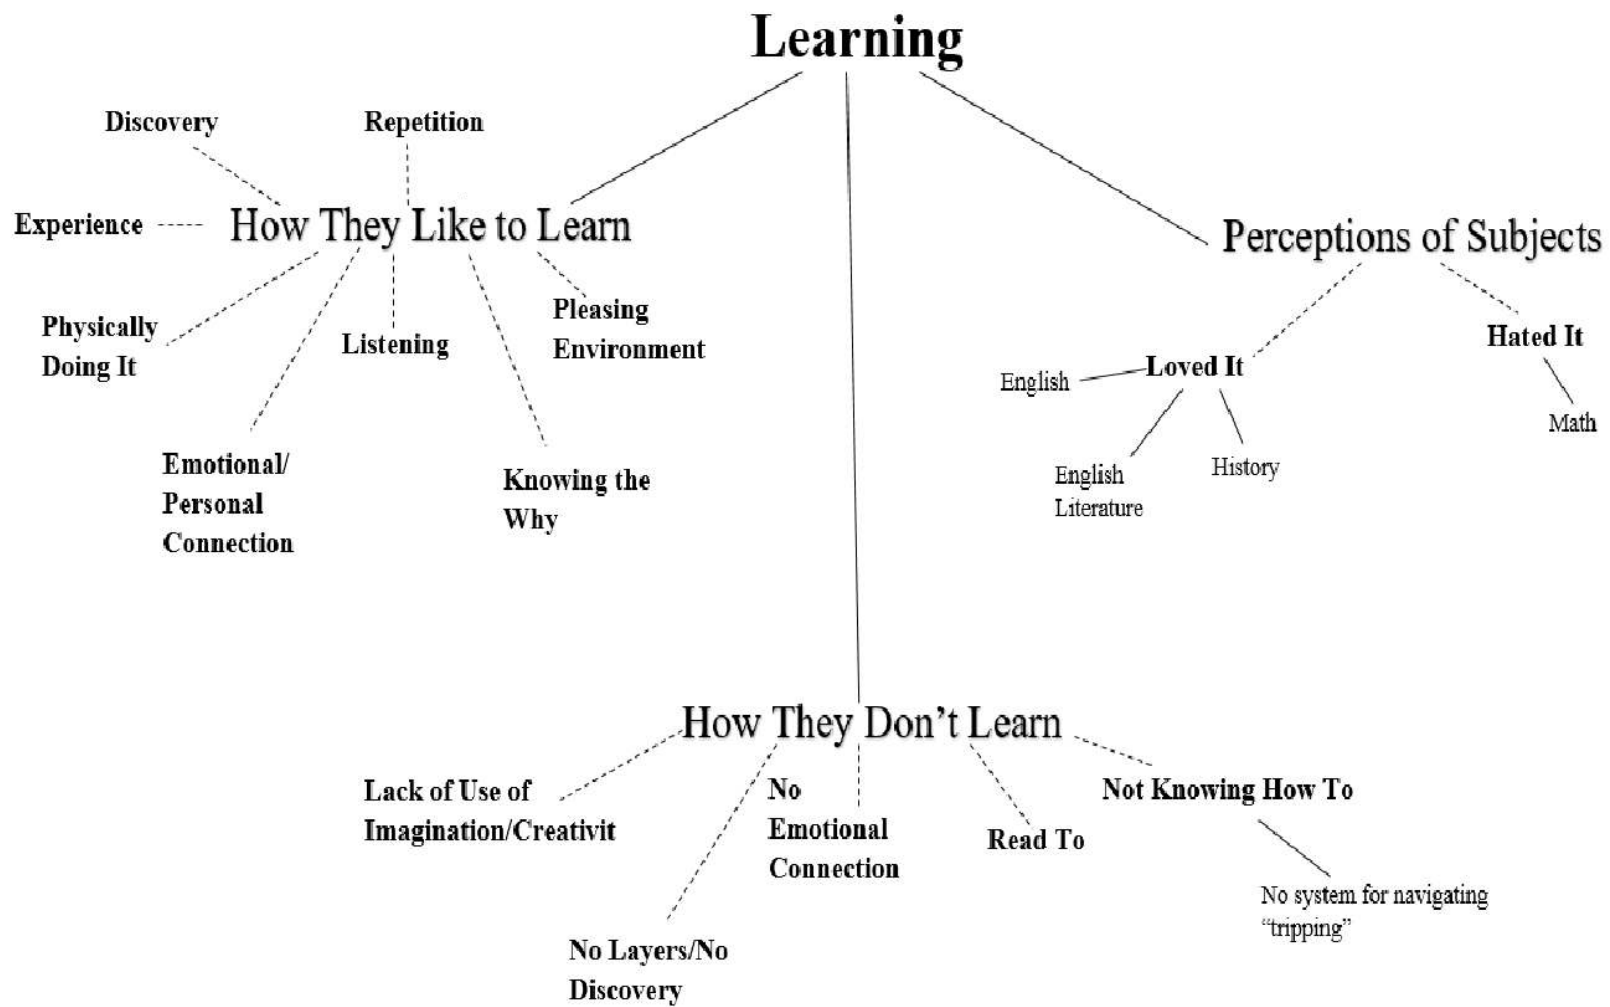 Learning
Discovery
Repetition
Experience
How They Like to Learn
Perceptions of Subjects
Physically
Doing It
Listening
Pleasing
Environment
Emotional/
Personal
Connection
Knowing the
Why
Loved It
Hated It
English
English
Literature
History
Math
How They Don’t Learn
Lack of Use of
Imagination/Creativit
No
Emotional
Connection
Read To
Not Knowing How To
No system for navigating
“tripping”
No Layers/No
Discovery